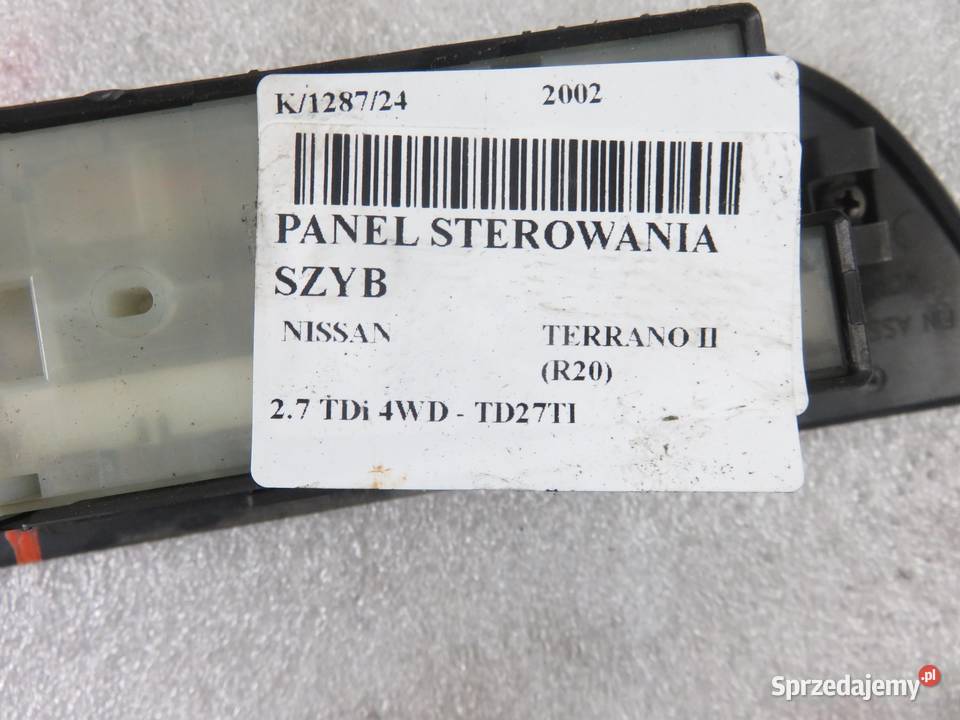 K/1287/24 2002
PANEL STEROWANIA
SZYB
NISSAN TERRANO II
(R20)
2.7 TDi 4WD - TD27TI
Sprzedajemy.pl